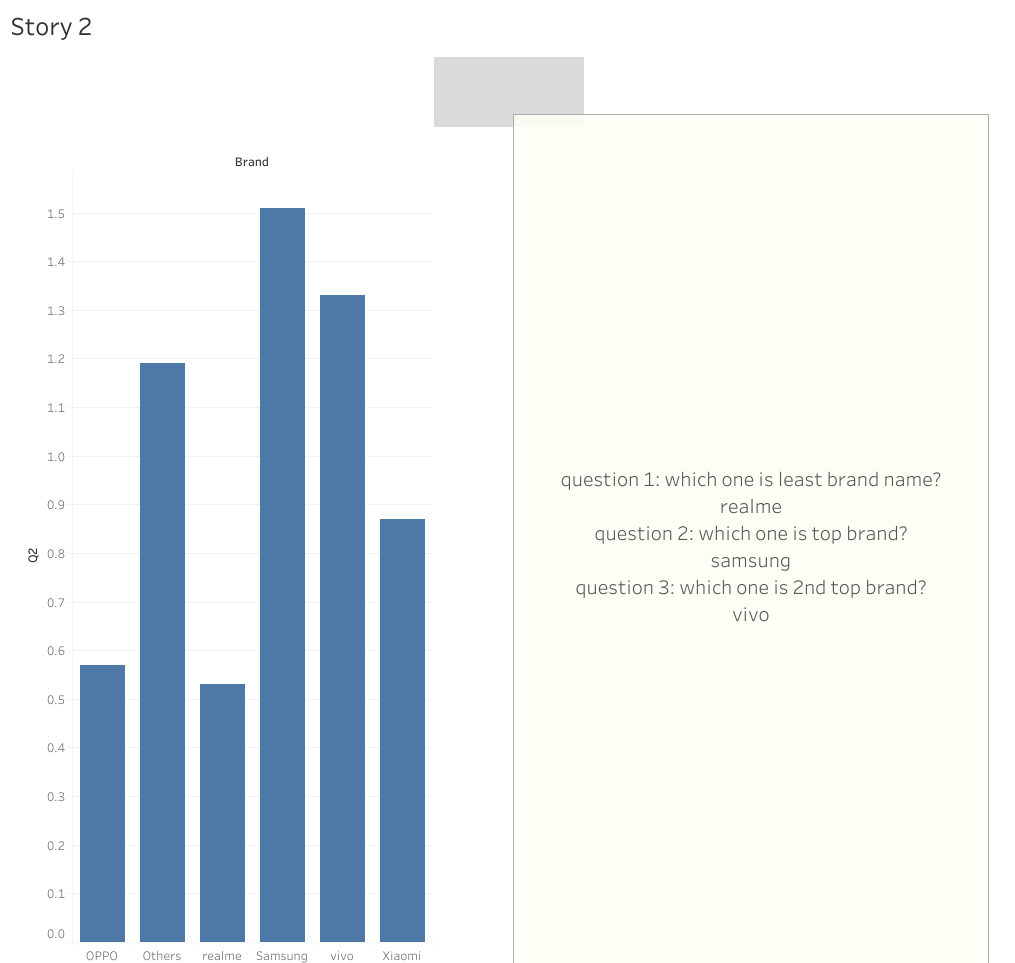 Story 2
Brand
1.5
1.4
1.3
1.2
1.1
1.0
0.9
0.8
0.7
0.6
0.5
0.4
0.3
0.2
0.1
0.0
Q2
OPPO Others realme Samsung vivo Xiaomi
question 1: which one is least brand name?
realme
question 2: which one is top brand?
samsung
question 3: which one is 2nd top brand?
vivo